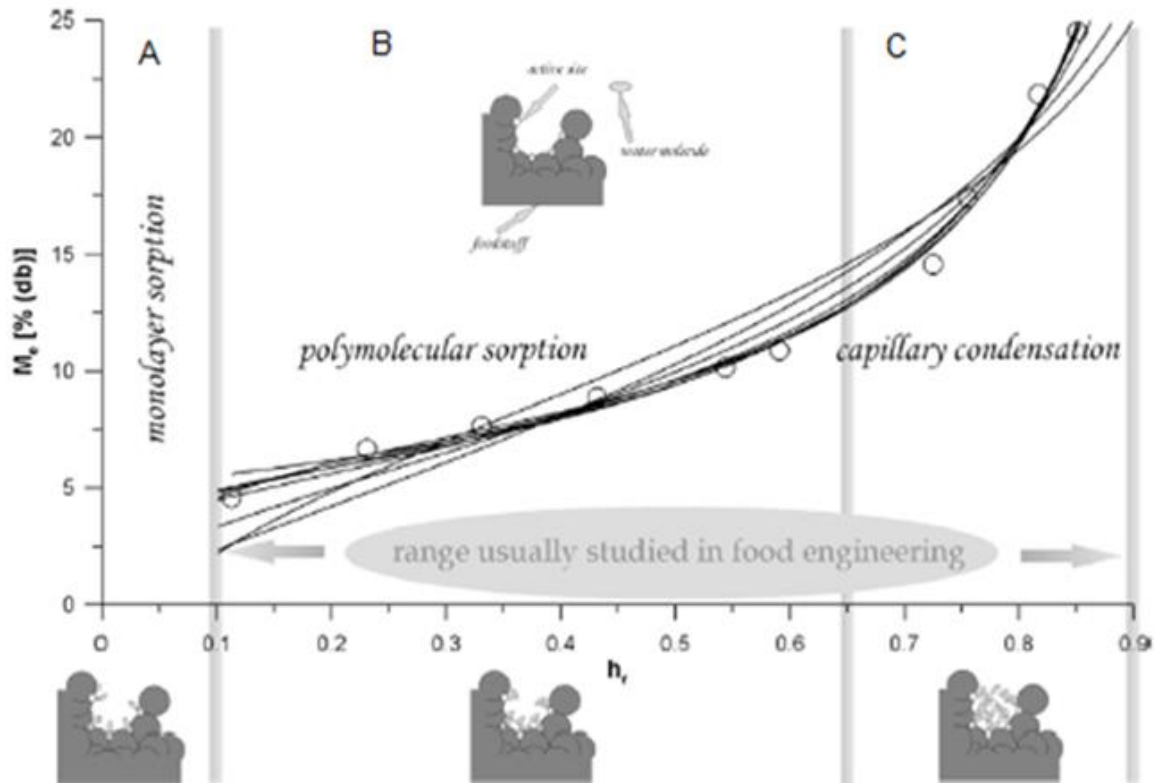 25
A
B
C
active site
20
water molecule
foodstuff
15
Me [% (db)]
monolayer sorption
polymolecular sorption
capillary condensation
10
5
range usually studied in food engineering
0
0 0.1 0.3 0.4 0.5 0.6 0.7 0.8 0.9
hr